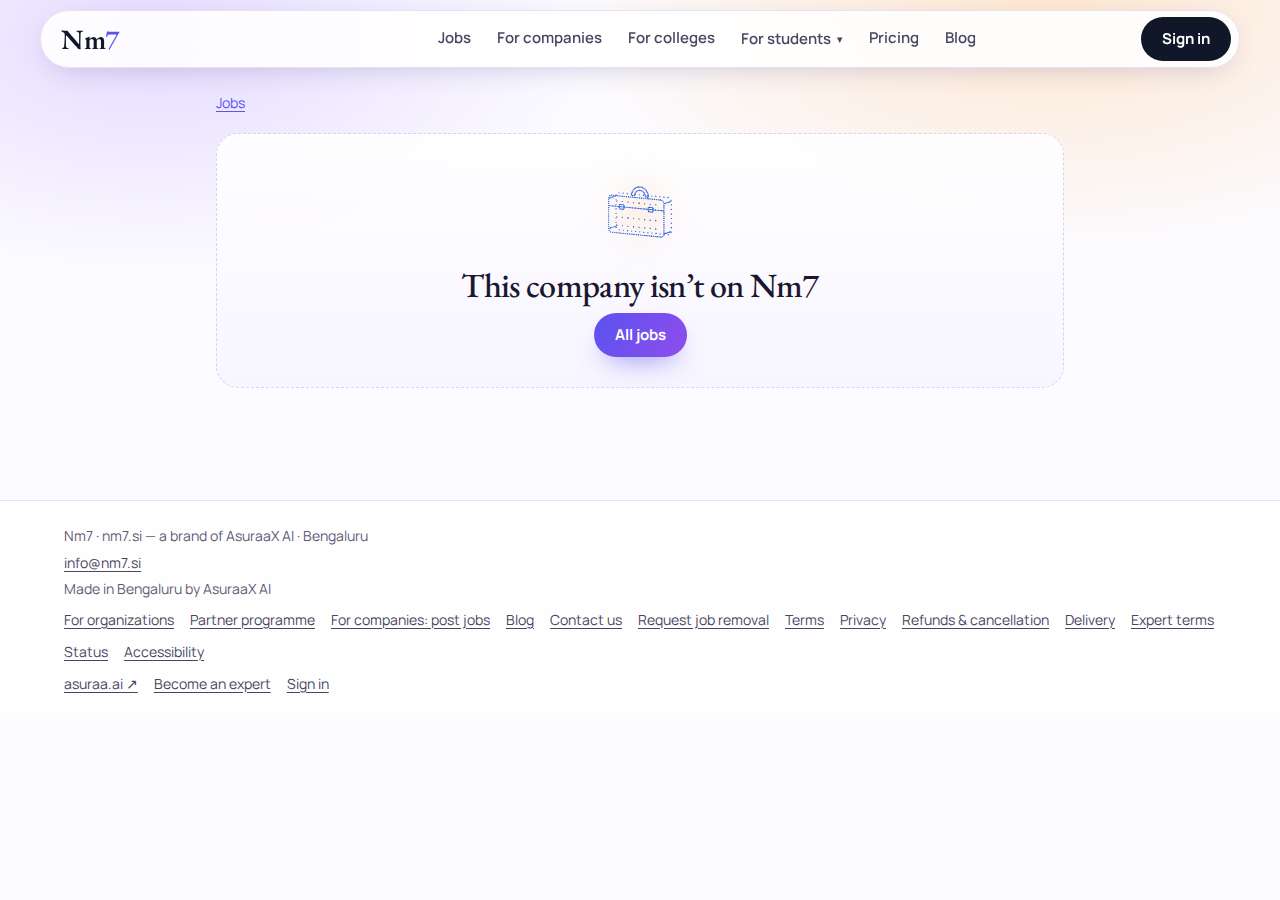 Nm7 Jobs For companies For colleges For students ▾ Pricing Blog Sign in
Jobs
This company isn’t on Nm7
All jobs
Nm7 · nm7.si — a brand of AsuraaX AI · Bengaluru
info@nm7.si
Made in Bengaluru by AsuraaX AI
For organizations Partner programme For companies: post jobs Blog Contact us Request job removal Terms Privacy Refunds & cancellation Delivery Expert terms
Status Accessibility
asuraa.ai ↗ Become an expert Sign in